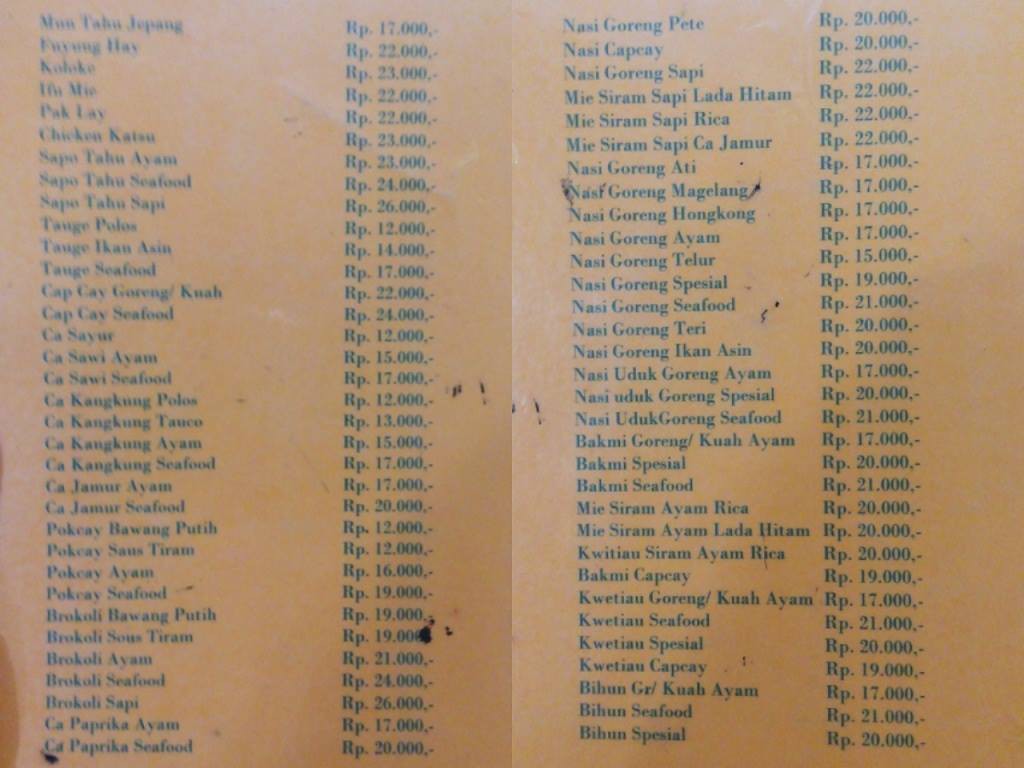 Mun Tahu Jepang Rp. 17.000,-
Fuyung Hay Rp. 22.000,-
Koloke Rp. 23.000,-
Ifu Mie Rp. 22.000,-
Pak Lay Rp. 22.000,-
Chicken Katsu Rp. 23.000,-
Sapo Tahu Ayam Rp. 23.000,-
Sapo Tahu Seafood Rp. 24.000,-
Sapo Tahu Sapi Rp. 26.000,-
Tauge Polos Rp. 12.000,-
Tauge Ikan Asin Rp. 14.000,-
Tauge Seafood Rp. 17.000,-
Cap Cay Goreng/ Kuah Rp. 22.000,-
Cap Cay Seafood Rp. 24.000,-
Ca Sayur Rp. 12.000,-
Ca Sawi Ayam Rp. 15.000,-
Ca Sawi Seafood Rp. 17.000,-
Ca Kangkung Polos Rp. 12.000,-
Ca Kangkung Tauco Rp. 13.000,-
Ca Kangkung Ayam Rp. 15.000,-
Ca Kangkung Seafood Rp. 17.000,-
Ca Jamur Ayam Rp. 17.000,-
Ca Jamur Seafood Rp. 20.000,-
Pokcay Bawang Putih Rp. 12.000,-
Pokcay Saus Tiram Rp. 12.000,-
Pokcay Ayam Rp. 16.000,-
Pokcay Seafood Rp. 19.000,-
Brokoli Bawang Putih Rp. 19.000,-
Brokoli Sous Tiram Rp. 19.000,-
Brokoli Ayam Rp. 21.000,-
Brokoli Seafood Rp. 24.000,-
Brokoli Sapi Rp. 26.000,-
Ca Paprika Ayam Rp. 17.000,-
Ca Paprika Seafood Rp. 20.000,-
Nasi Goreng Pete Rp. 20.000,-
Nasi Capcay Rp. 20.000,-
Nasi Goreng Sapi Rp. 22.000,-
Mie Siram Sapi Lada Hitam Rp. 22.000,-
Mie Siram Sapi Rica Rp. 22.000,-
Mie Siram Sapi Ca Jamur Rp. 22.000,-
Nasi Goreng Ati Rp. 17.000,-
Nasi Goreng Magelang Rp. 17.000,-
Nasi Goreng Hongkong Rp. 17.000,-
Nasi Goreng Ayam Rp. 17.000,-
Nasi Goreng Telur Rp. 15.000,-
Nasi Goreng Spesial Rp. 19.000,-
Nasi Goreng Seafood Rp. 21.000,-
Nasi Goreng Teri Rp. 20.000,-
Nasi Goreng Ikan Asin Rp. 20.000,-
Nasi Uduk Goreng Ayam Rp. 17.000,-
Nasi uduk Goreng Spesial Rp. 20.000,-
Nasi UdukGoreng Seafood Rp. 21.000,-
Bakmi Goreng/ Kuah Ayam Rp. 17.000,-
Bakmi Spesial Rp. 20.000,-
Bakmi Seafood Rp. 21.000,-
Mie Siram Ayam Rica Rp. 20.000,-
Mie Siram Ayam Lada Hitam Rp. 20.000,-
Kwitiau Siram Ayam Rica Rp. 20.000,-
Bakmi Capcay Rp. 19.000,-
Kwetiau Goreng/ Kuah Ayam Rp. 17.000,-
Kwetiau Seafood Rp. 21.000,-
Kwetiau Spesial Rp. 20.000,-
Kwetiau Capcay Rp. 19.000,-
Bihun Gr/ Kuah Ayam Rp. 17.000,-
Bihun Seafood Rp. 21.000,-
Bihun Spesial Rp. 20.000,-